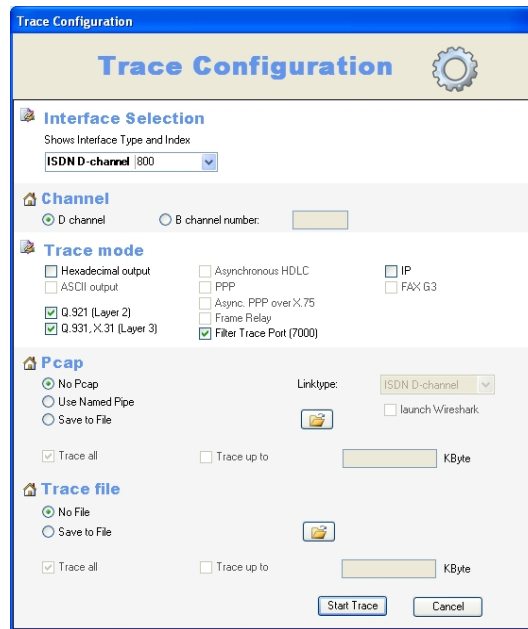 Trace Configuration
Trace Configuration
Interface Selection
Shows Interface Type and Index
ISDN D-channel 800
Channel
D channel B channel number:
Trace mode
Hexadecimal output Asynchronous HDLC IP
ASCII output PPP FAX G3
Async. PPP over X.75
Q.921 (Layer 2) Frame Relay
Q.931, X.31 (Layer 3) Filter Trace Port (7000)
Pcap
No Pcap Linktype: ISDN D-channel
Use Named Pipe launch Wireshark
Save to File
Trace all Trace up to KByte
Trace file
No File
Save to File
Trace all Trace up to KByte
Start Trace Cancel